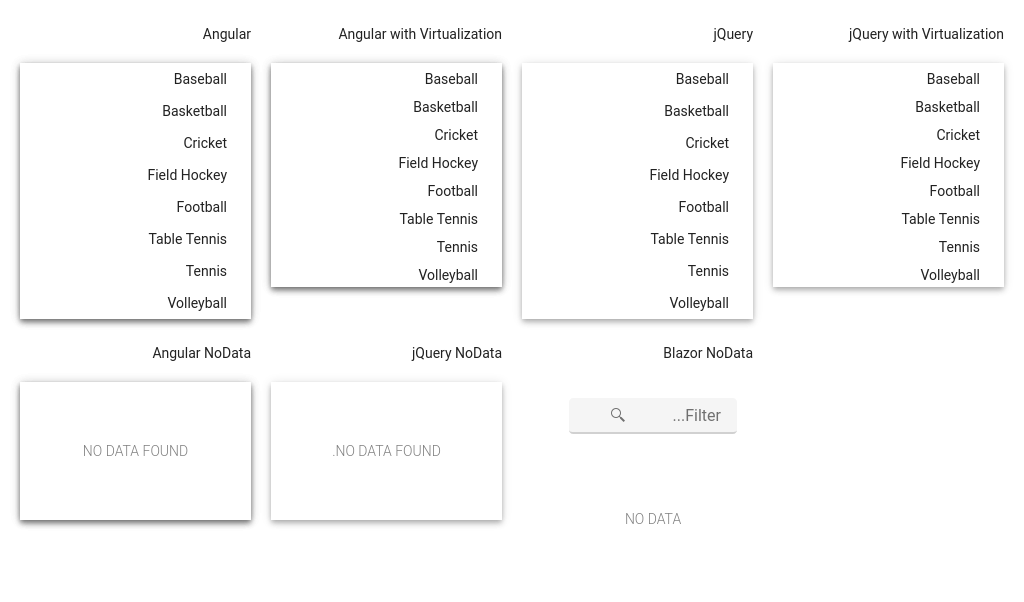 Angular
Baseball
Basketball
Cricket
Field Hockey
Football
Table Tennis
Tennis
Volleyball
Angular with Virtualization
Baseball
Basketball
Cricket
Field Hockey
Football
Table Tennis
Tennis
Volleyball
jQuery
Baseball
Basketball
Cricket
Field Hockey
Football
Table Tennis
Tennis
Volleyball
jQuery with Virtualization
Baseball
Basketball
Cricket
Field Hockey
Football
Table Tennis
Tennis
Volleyball
Angular NoData
NO DATA FOUND
jQuery NoData
.NO DATA FOUND
Blazor NoData
...Filter
NO DATA